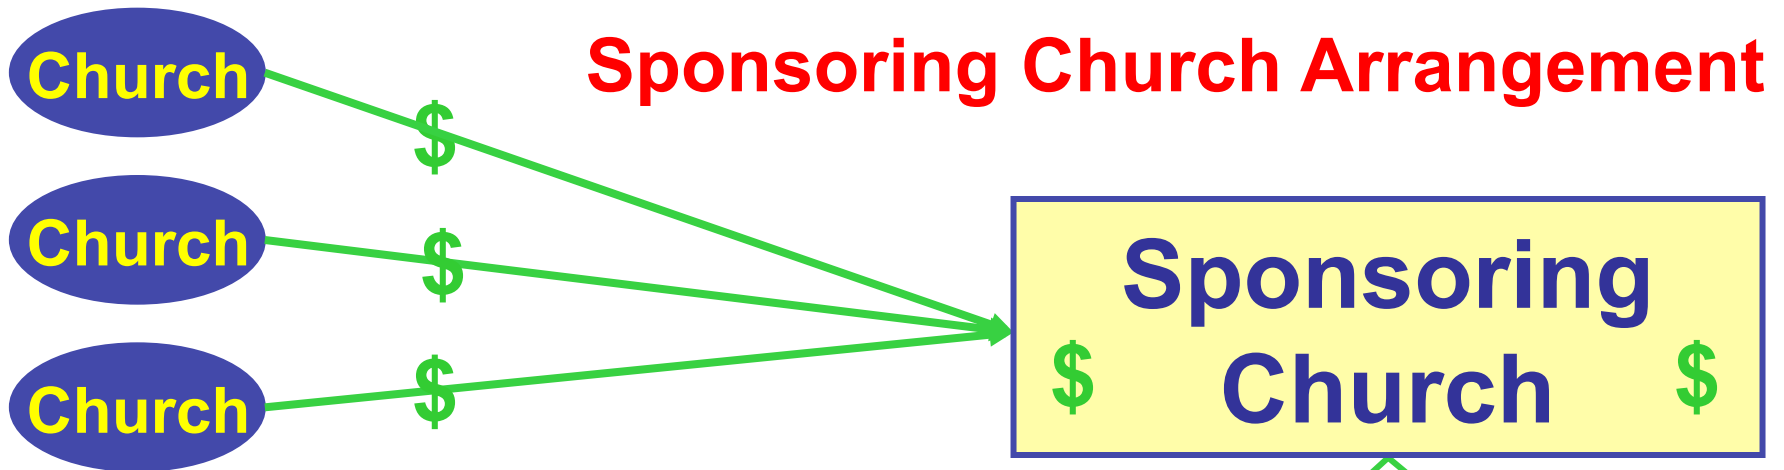 Sponsoring Church Arrangement
Church
$
Church
$
Church
$
Sponsoring
$ Church $